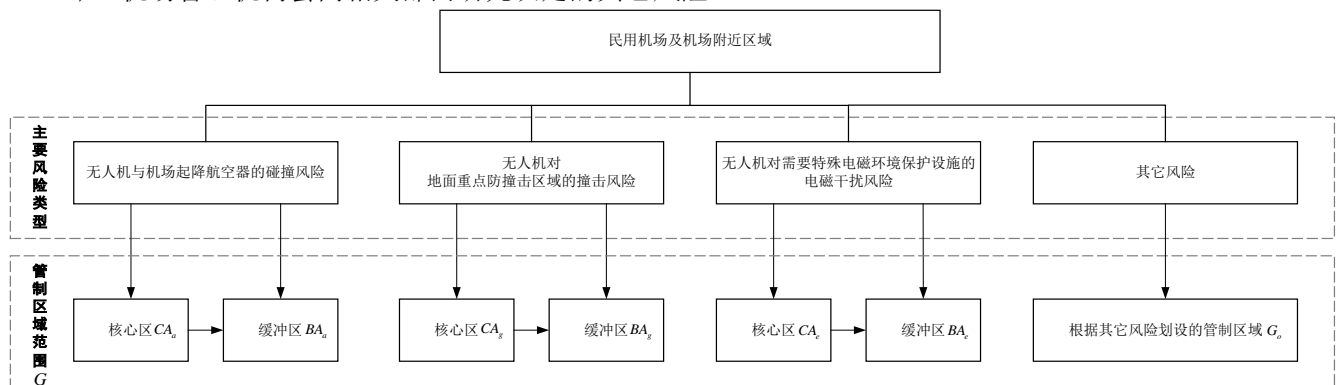 民用机场及机场附近区域
主要风险类型
无人机与机场起降航空器的碰撞风险
无人机对
地面重点防撞击区域的撞击风险
无人机对需要特殊电磁环境保护设施的
电磁干扰风险
其它风险
管制区域范围G
核心区CAa
缓冲区BAa
核心区CAg
缓冲区BAg
核心区CAe
缓冲区BAe
根据其它风险划设的管制区域 Go